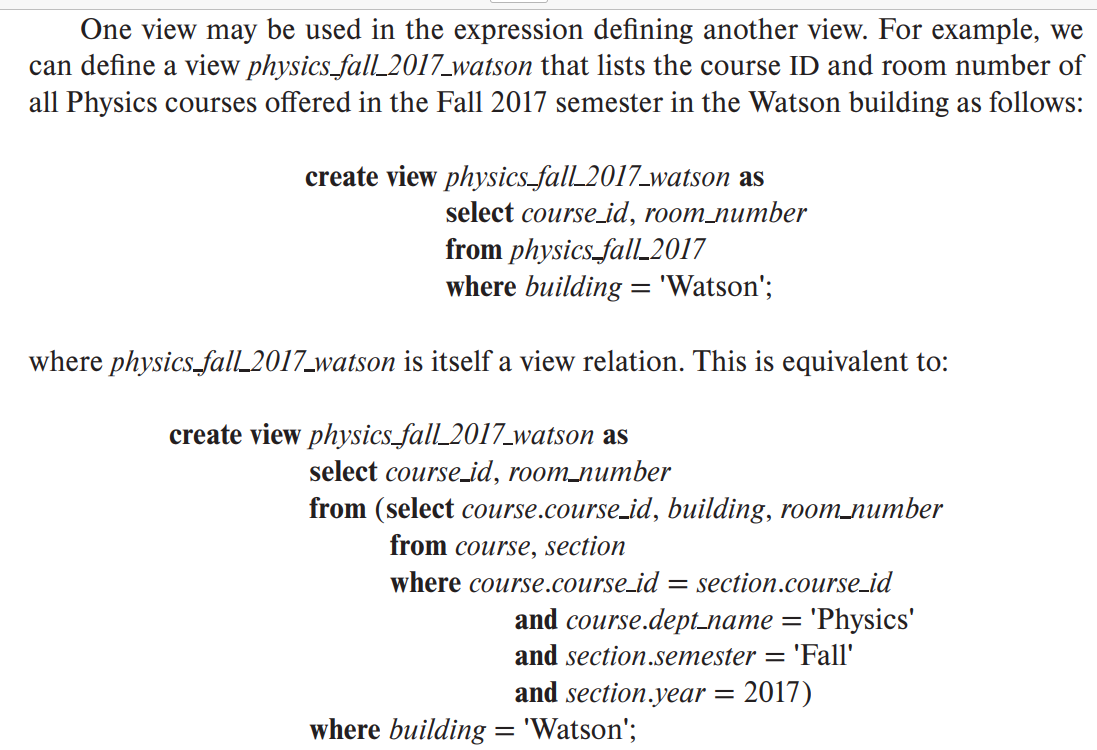 One view may be used in the expression defining another view. For example, we
can define a view physics_fall_2017_watson that lists the course ID and room number of
all Physics courses offered in the Fall 2017 semester in the Watson building as follows:
create view physics_fall_2017_watson as
select course_id, room_number
from physics_fall_2017
where building = 'Watson';
where physics_fall_2017_watson is itself a view relation. This is equivalent to:
create view physics_fall_2017_watson as
select course_id, room_number
from (select course.course_id, building, room_number
from course, section
where course.course_id = section.course_id
and course.dept_name = 'Physics'
and section.semester = 'Fall'
and section.year = 2017)
where building = 'Watson';